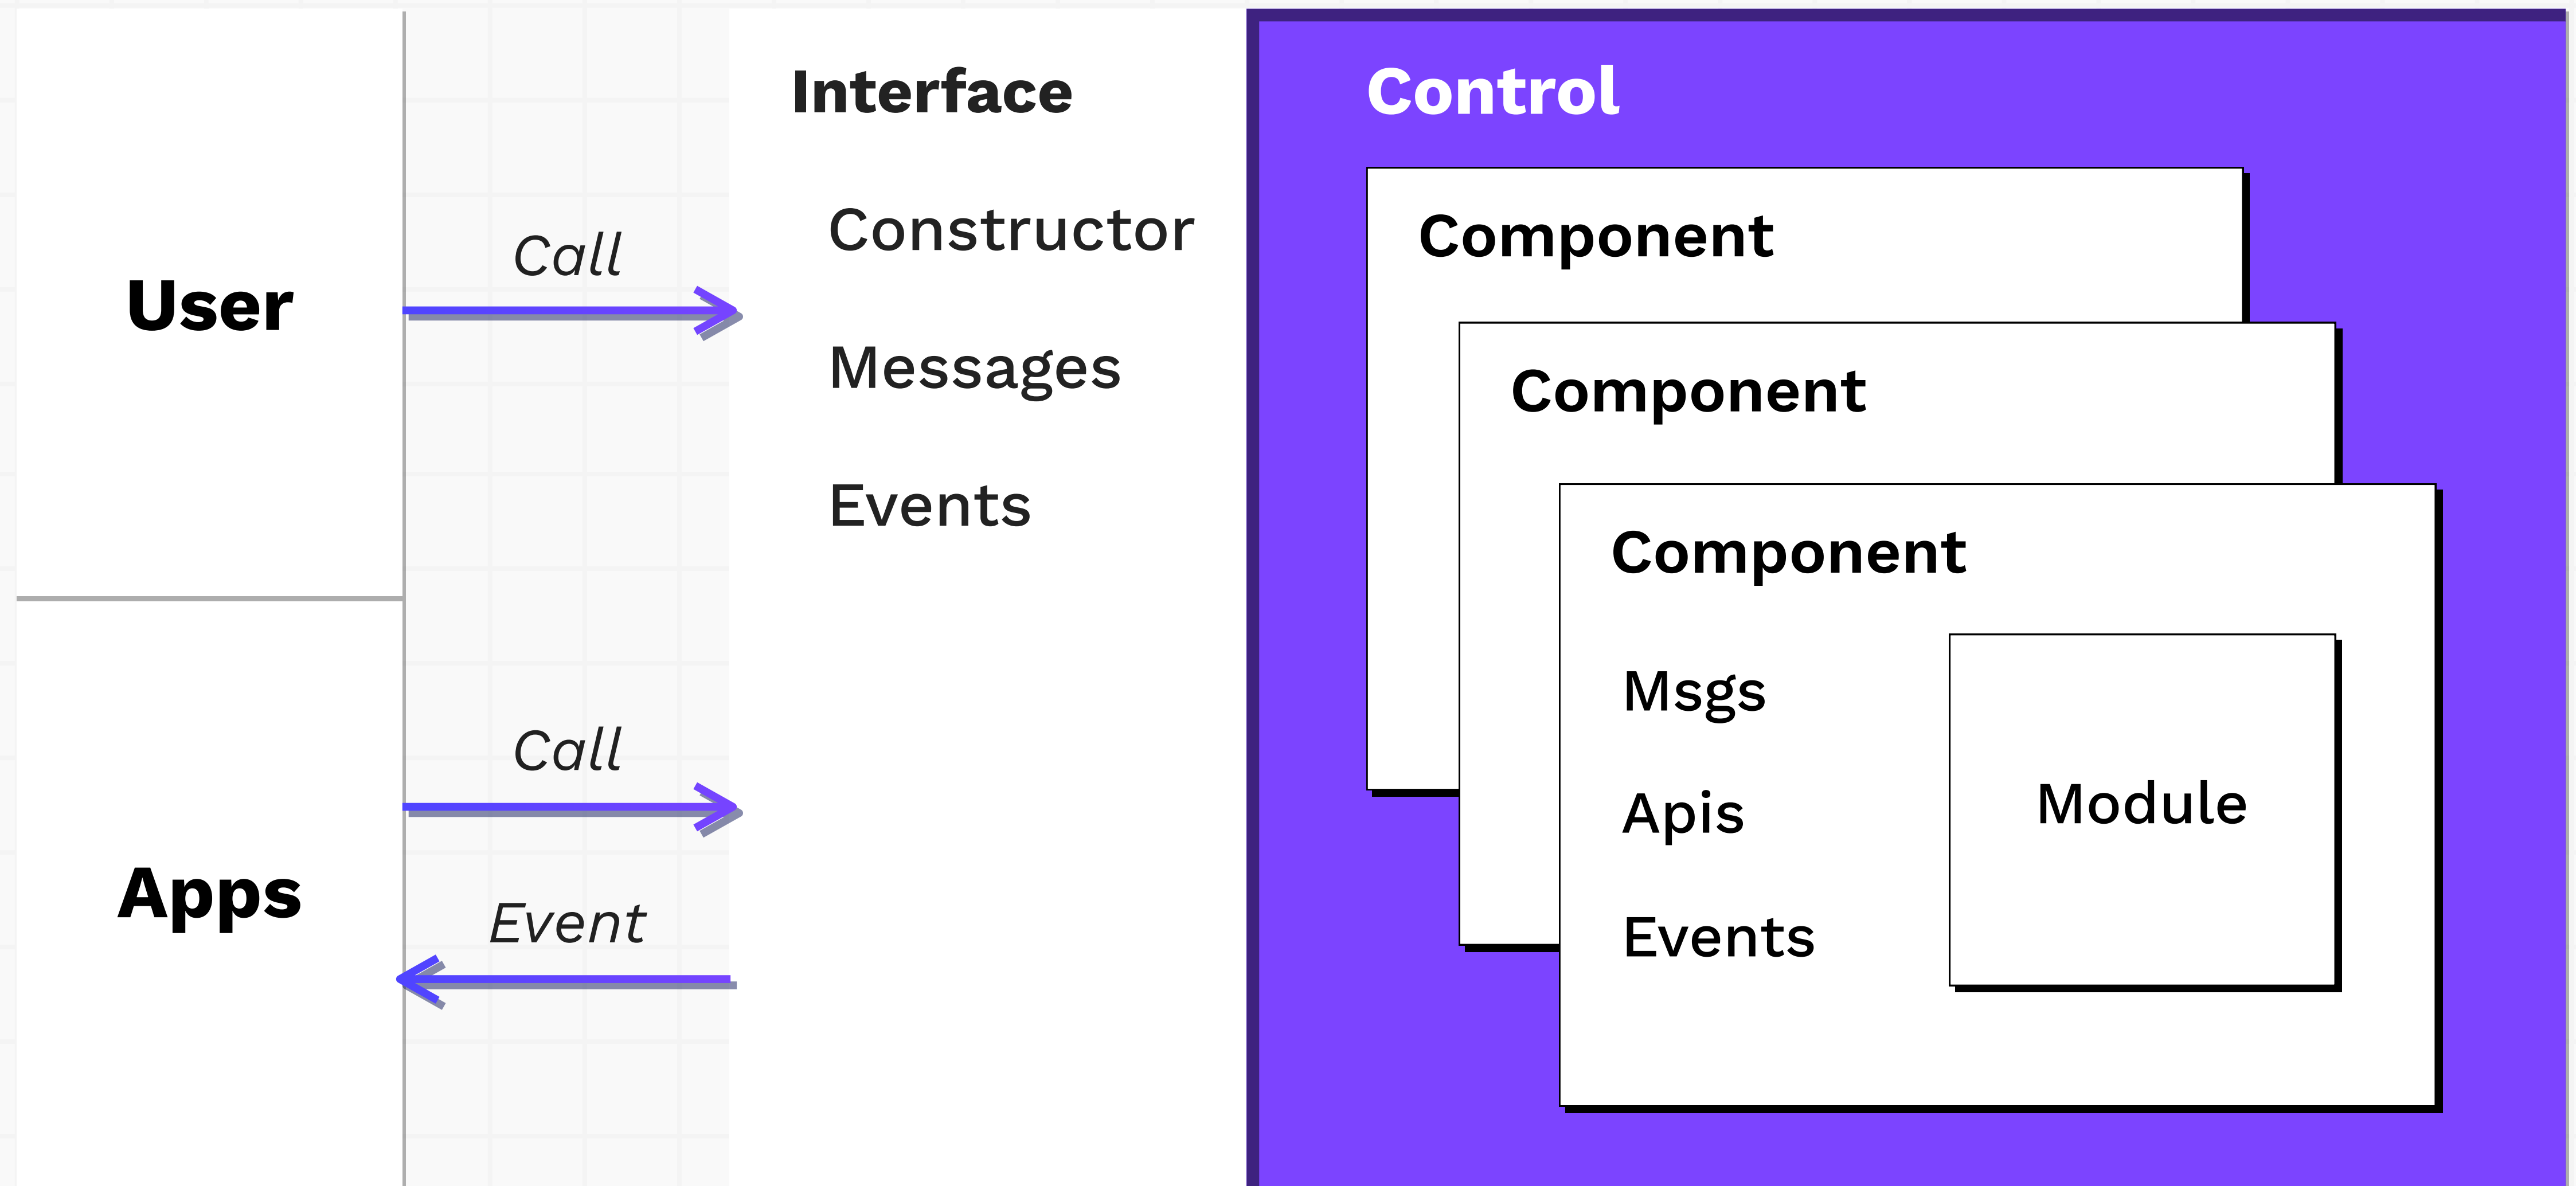 User
Call
Apps
Call
Event
Interface
Constructor
Messages
Events
Control
Component
Component
Component
Msgs
Apis
Events
Module